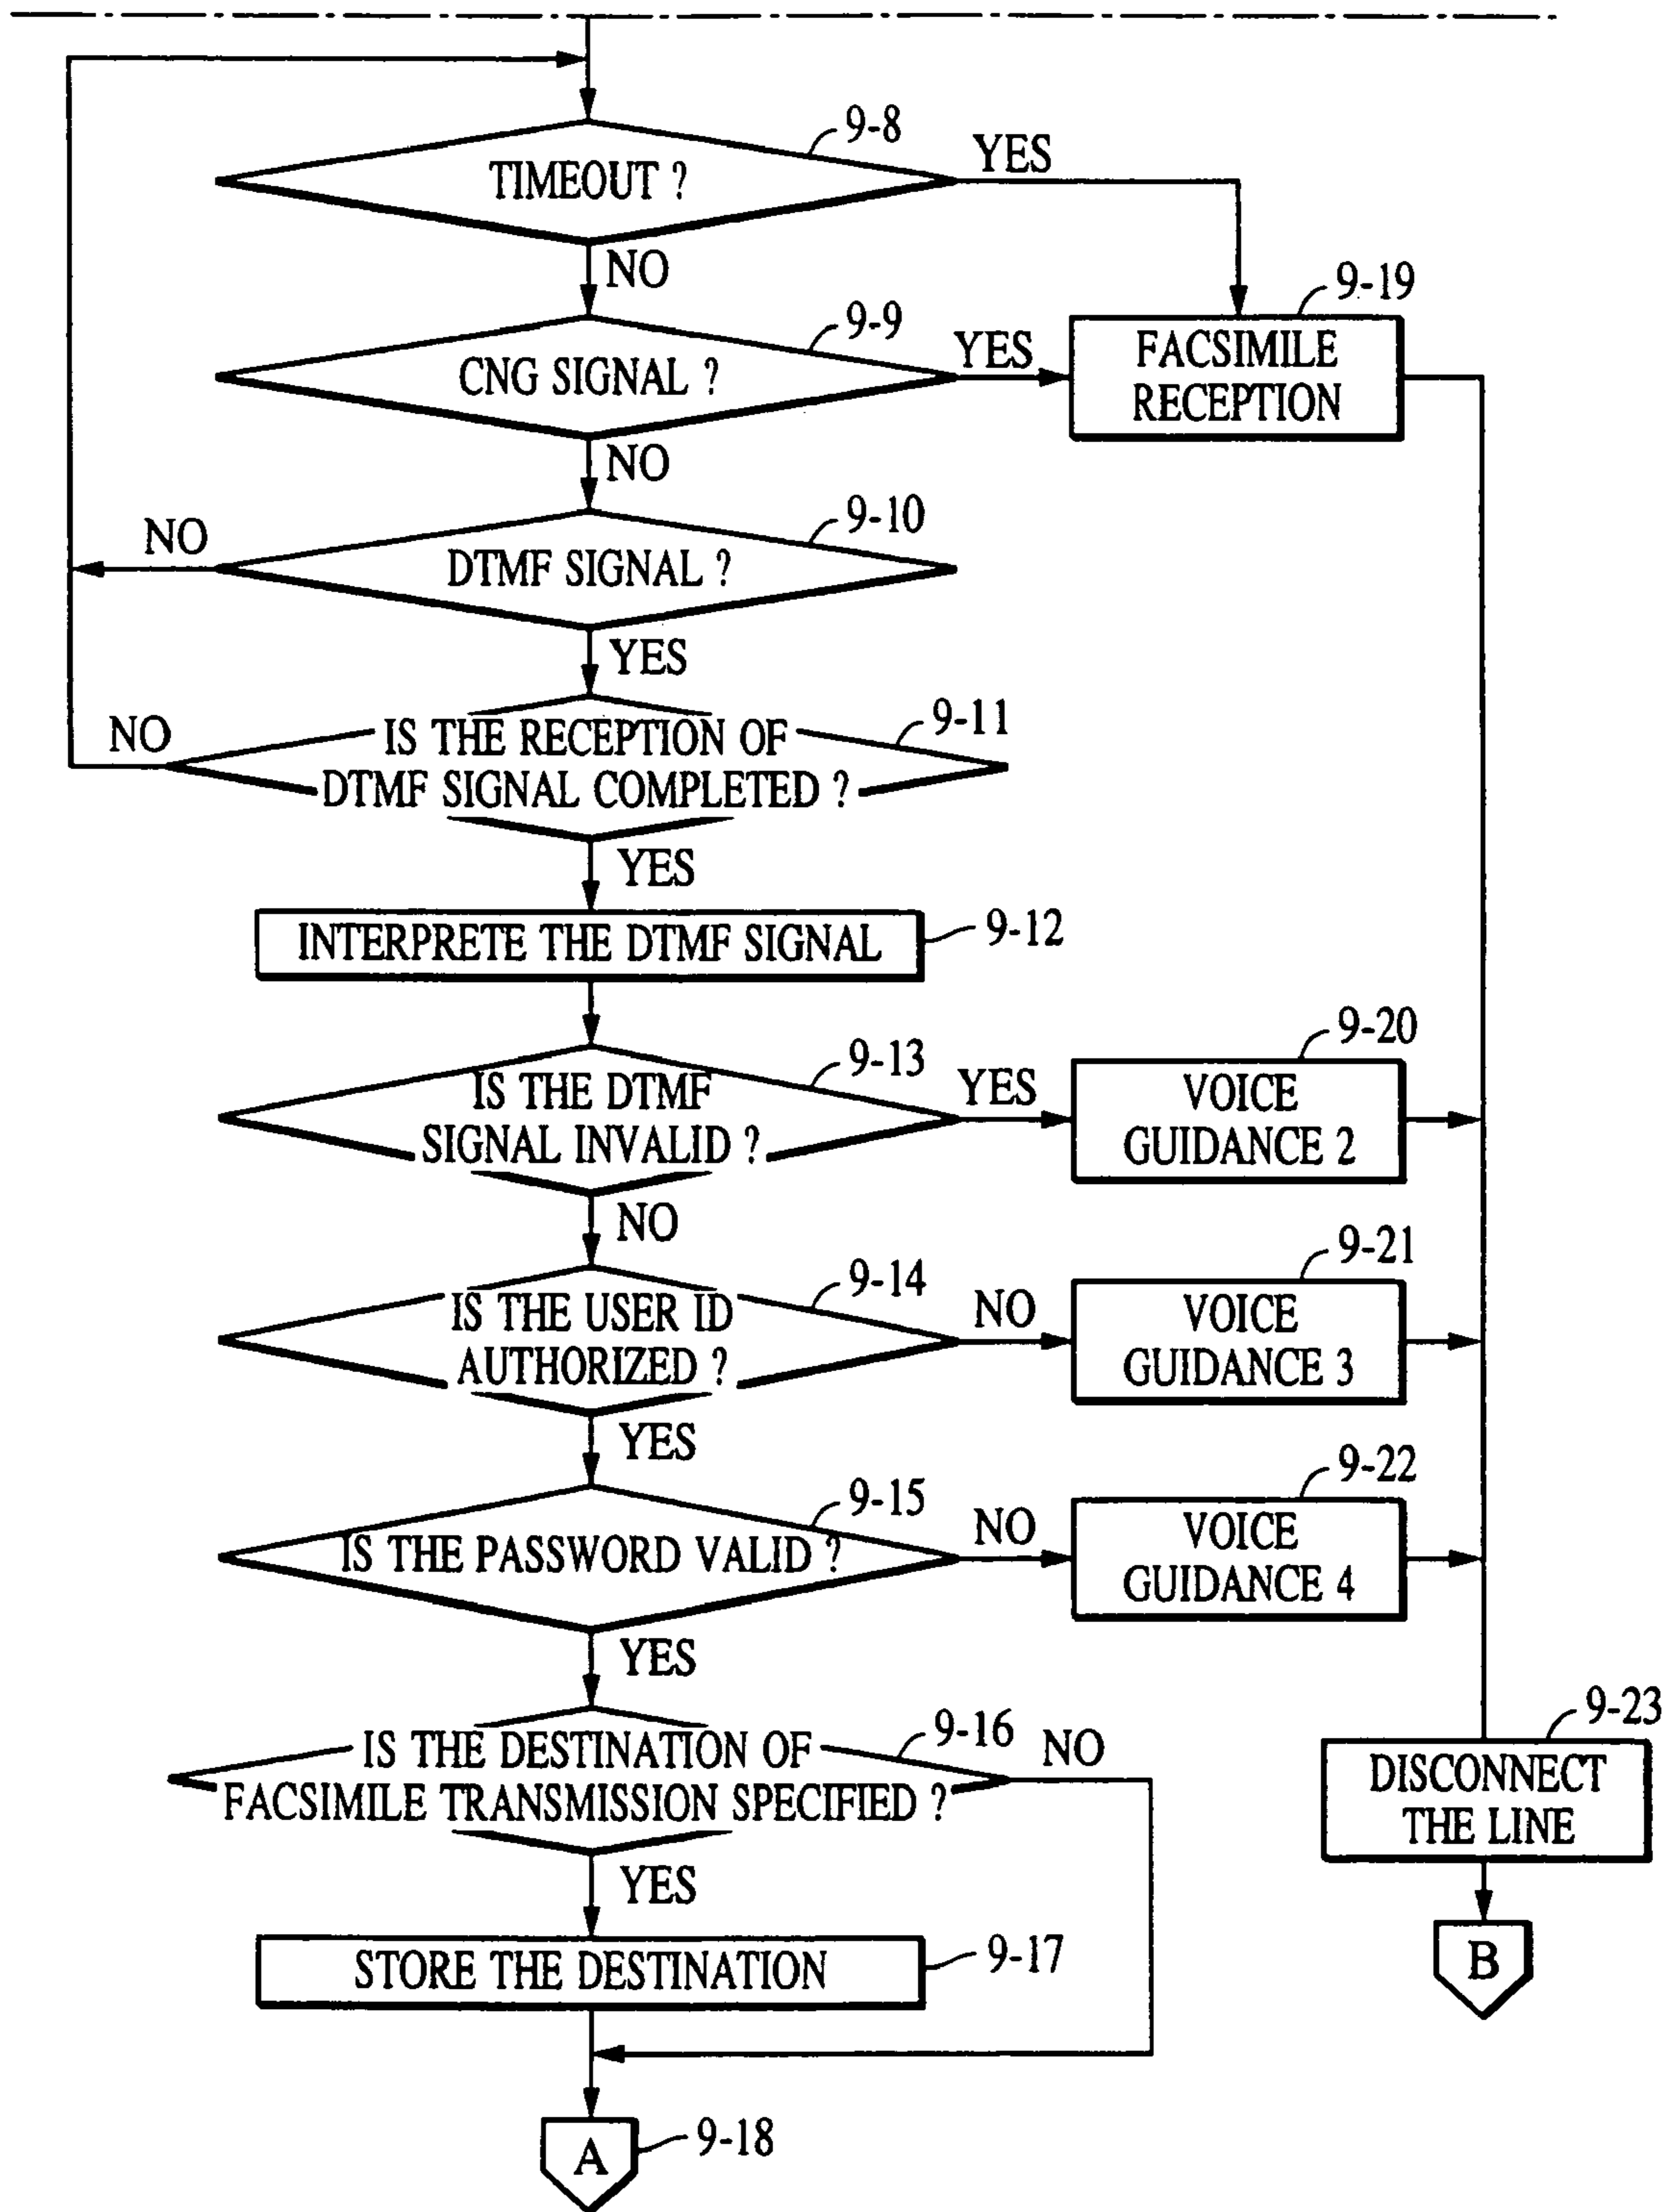 9-8
TIMEOUT ?
YES
NO
9-19
9-9
CNG SIGNAL ?
YES
FACSIMILE
RECEPTION
NO
9-10
NO
DTMF SIGNAL ?
YES
9-11
NO
IS THE RECEPTION OF
DTMF SIGNAL COMPLETED ?
YES
INTERPRETE THE DTMF SIGNAL
9-12
9-13
9-20
IS THE DTMF
SIGNAL INVALID ?
YES
VOICE
GUIDANCE 2
NO
9-14
9-21
IS THE USER ID
AUTHORIZED ?
NO
VOICE
GUIDANCE 3
YES
9-15
9-22
IS THE PASSWORD VALID ?
NO
VOICE
GUIDANCE 4
YES
9-16
9-23
IS THE DESTINATION OF
FACSIMILE TRANSMISSION SPECIFIED ?
NO
DISCONNECT
THE LINE
YES
STORE THE DESTINATION
9-17
B
A
9-18